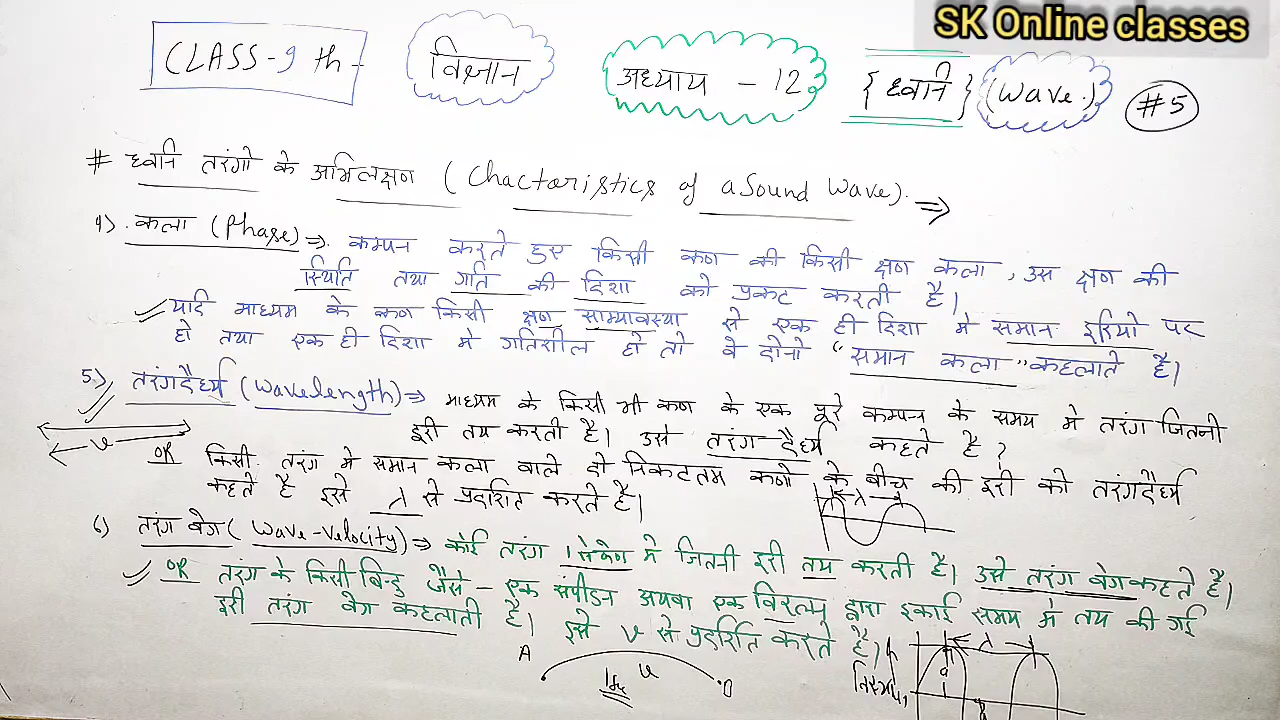 SK Online classes
CLASS-9 th- विज्ञान अध्याय - 12 {ध्वनि} (Wave.) #5
# ध्वनि तरंगो के अभिलक्षण (Chactoristics of a Sound Wave). ⇒
4) कला (Phase) ⇒ कम्पन करते हुए किसी कण की किसी क्षण कला, उस क्षण की
स्थिति तथा गति की दिशा को प्रकट करती है।
यदि माध्यम के कण किसी क्षण साम्यावस्था से एक ही दिशा मे समान दूरियो पर
हो तथा एक ही दिशा मे गतिशील हो तो वे दोनो "समान कला" कहलाते है।
5) तरंगदैर्ध्य (Wavelength) ⇒ माध्यम के किसी भी कण के एक पूरे कम्पन के समय मे तरंग जितनी
दूरी तय करती है। उसे तरंग दैर्ध्य कहते है ?
OR किसी तरंग मे समान कला वाले दो निकटतम कणो के बीच की दूरी को तरंगदैर्ध्य
कहते है इसे λ से प्रदर्शित करते है।
λ
6) तरंग वेग (Wave-velocity) ⇒ कोई तरंग 1 सेकेण्ड मे जितनी दूरी तय करती है। उसे तरंग वेग कहते है।
OR तरंग के किसी बिन्दु जैसे - एक संपीडन अथवा एक विरलन द्वारा इकाई समय मे तय की गई
दूरी तरंग वेग कहलाती है। इसे v से प्रदर्शित करते है।
λ
A v